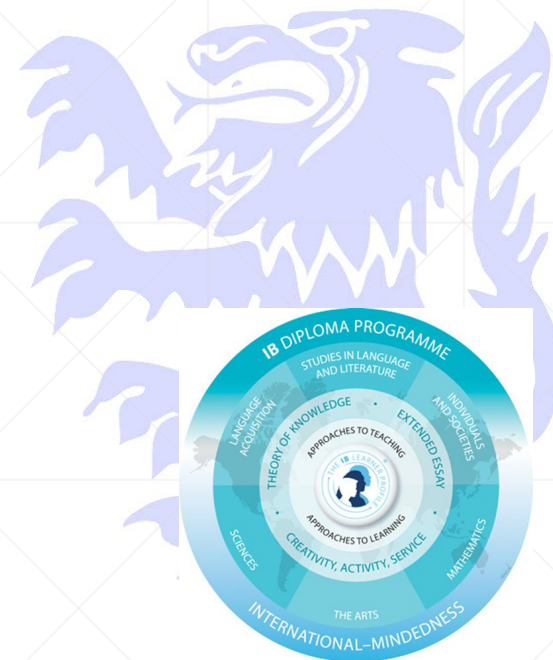 IB DIPLOMA PROGRAMME
STUDIES IN LANGUAGE
AND LITERATURE
LANGUAGE
ACQUISITION
INDIVIDUALS
AND SOCIETIES
THEORY OF KNOWLEDGE
EXTENDED ESSAY
APPROACHES TO TEACHING
THE IB LEARNER PROFILE
APPROACHES TO LEARNING
CREATIVITY, ACTIVITY, SERVICE
SCIENCES
MATHEMATICS
THE ARTS
INTERNATIONAL–MINDEDNESS